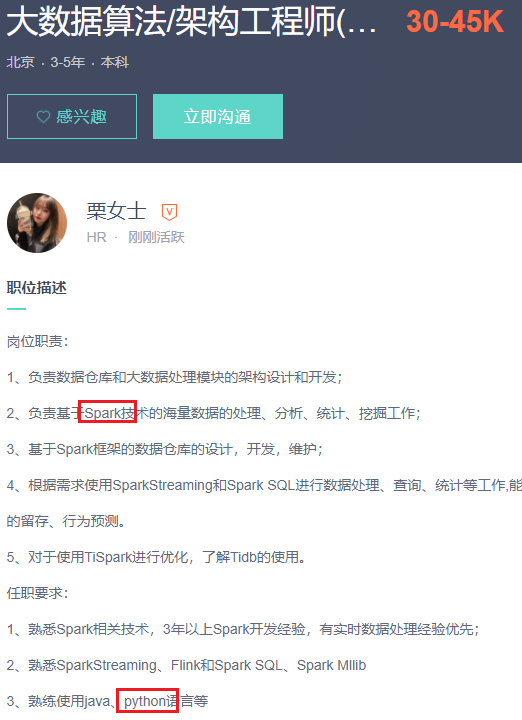 大数据算法/架构工程师(... 30-45K
北京 · 3-5年 · 本科
感兴趣 立即沟通
栗女士 V
HR · 刚刚活跃
职位描述
岗位职责：
1、负责数据仓库和大数据处理模块的架构设计和开发；
2、负责基于Spark技术的海量数据的处理、分析、统计、挖掘工作；
3、基于Spark框架的数据仓库的设计，开发，维护；
4、根据需求使用SparkStreaming和Spark SQL进行数据处理、查询、统计等工作,能
的留存、行为预测。
5、对于使用TiSpark进行优化，了解Tidb的使用。
任职要求：
1、熟悉Spark相关技术，3年以上Spark开发经验，有实时数据处理经验优先；
2、熟悉SparkStreaming、Flink和Spark SQL、Spark Mllib
3、熟练使用java、python语言等